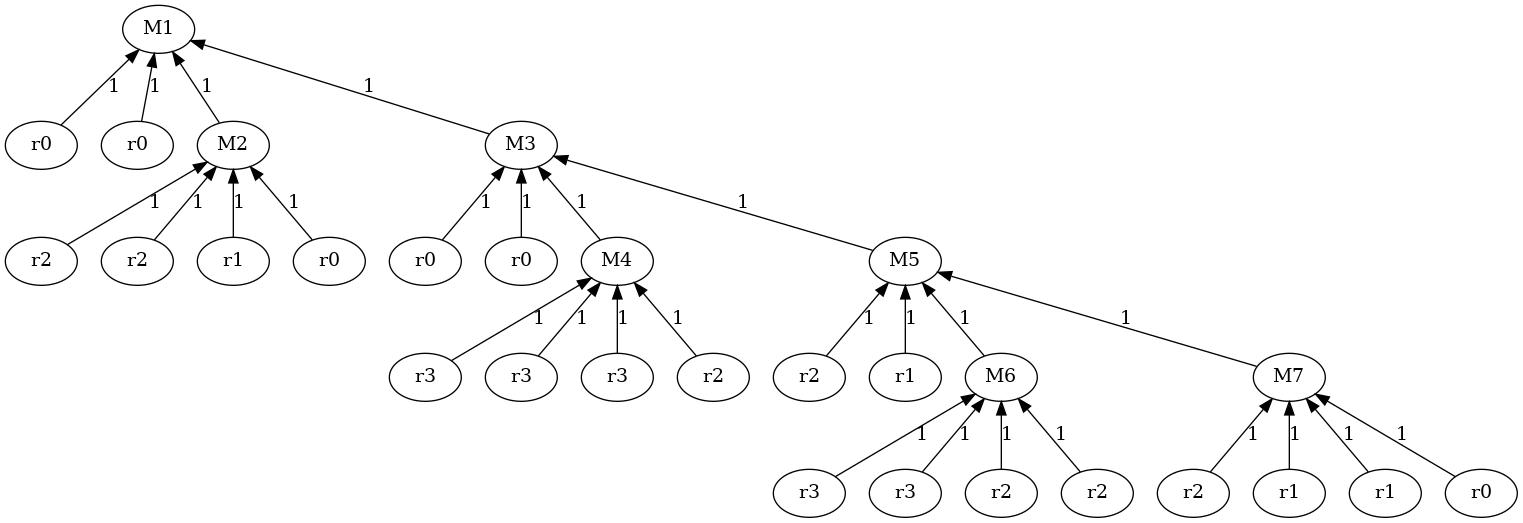 M1
1 1 1 1
r0 r0 M2 M3
1 1 1 1 1 1 1 1
r2 r2 r1 r0 r0 r0 M4 M5
1 1 1 1 1 1 1 1
r3 r3 r3 r2 r2 r1 M6 M7
1 1 1 1 1 1 1 1
r3 r3 r2 r2 r2 r1 r1 r0